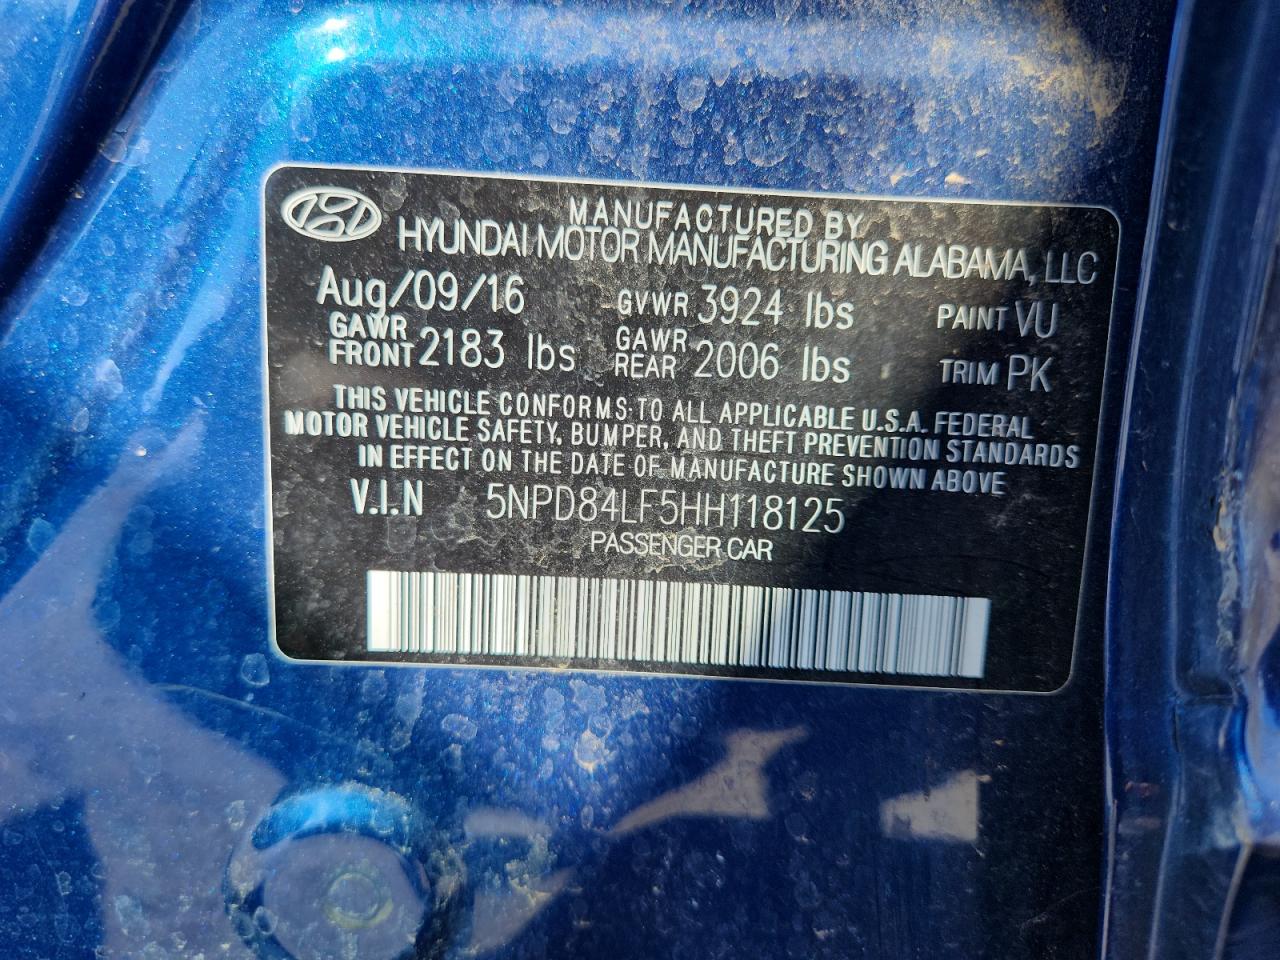 MANUFACTURED BY
HYUNDAI MOTOR MANUFACTURING ALABAMA, LLC
Aug/09/16 GVWR 3924 lbs PAINT VU
GAWR FRONT 2183 lbs GAWR REAR 2006 lbs TRIM PK
THIS VEHICLE CONFORMS TO ALL APPLICABLE U.S.A. FEDERAL
MOTOR VEHICLE SAFETY, BUMPER, AND THEFT PREVENTION STANDARDS
IN EFFECT ON THE DATE OF MANUFACTURE SHOWN ABOVE
V.I.N 5NPD84LF5HH118125
PASSENGER CAR